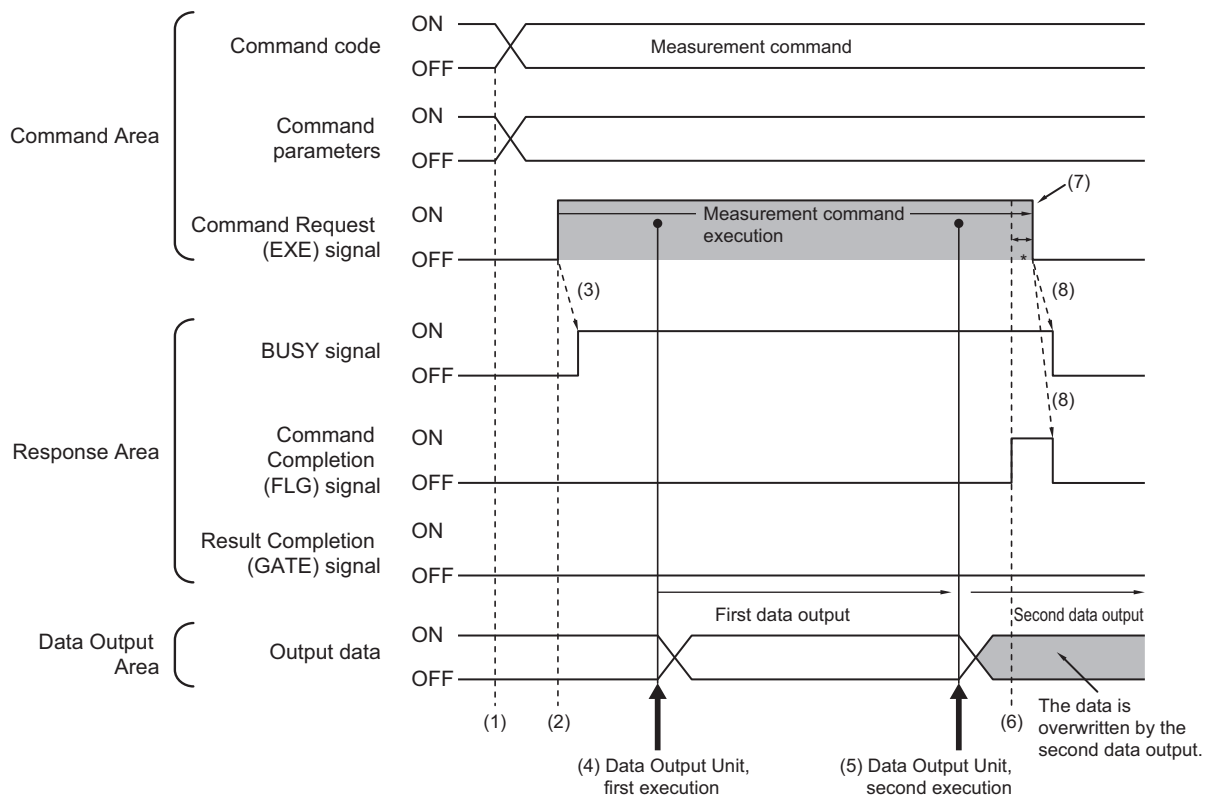 Command Area
Command code
ON
OFF
Measurement command
Command
parameters
ON
OFF
Command Request
(EXE) signal
ON
OFF
Measurement command
execution
(7)
*
(3)
(8)
Response Area
BUSY signal
ON
OFF
(8)
Command
Completion
(FLG) signal
ON
OFF
Result Completion
(GATE) signal
ON
OFF
First data output
Second data output
Data Output
Area
Output data
ON
OFF
(1)
(2)
(6)
The data is
overwritten by the
second data output.
(4) Data Output Unit,
first execution
(5) Data Output Unit,
second execution